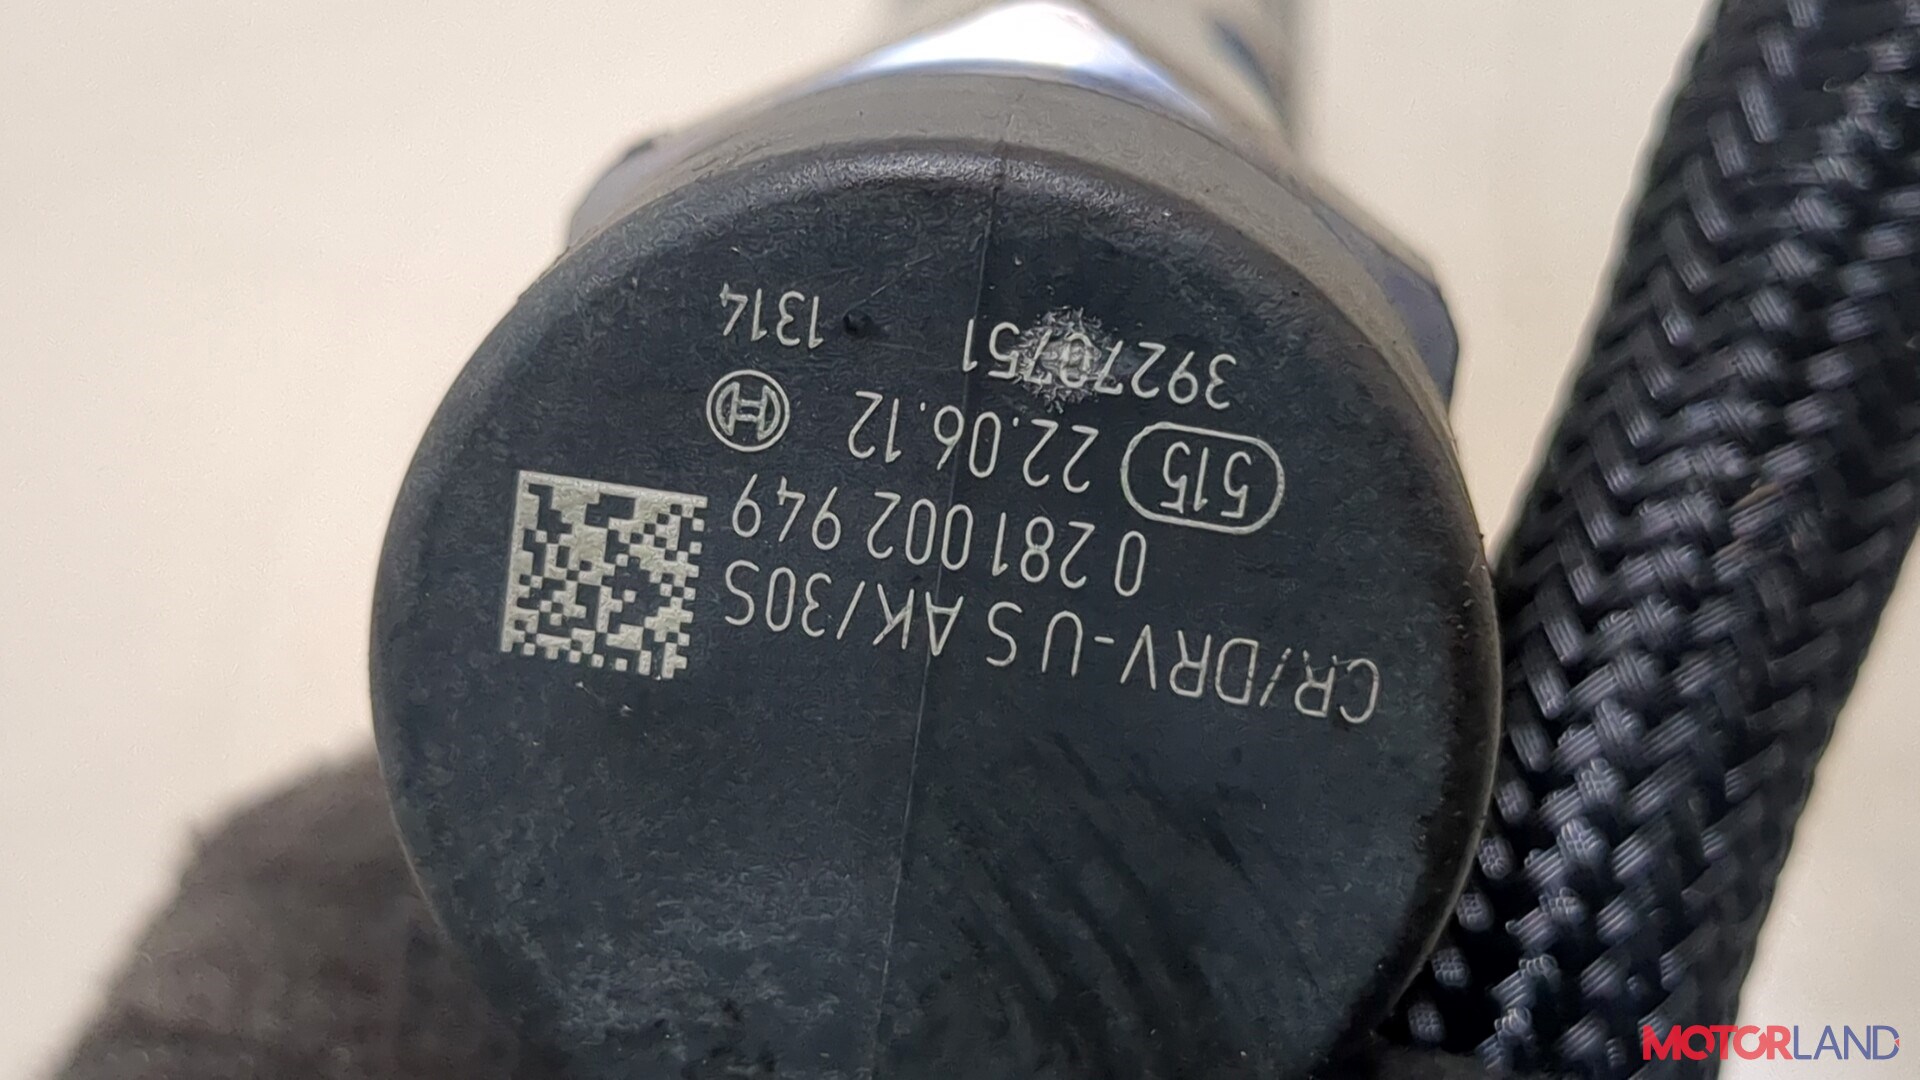 CR/DRV-U S AK/30S
0 281 002 949
515 22.06.12
39270751 1314
MOTORLAND